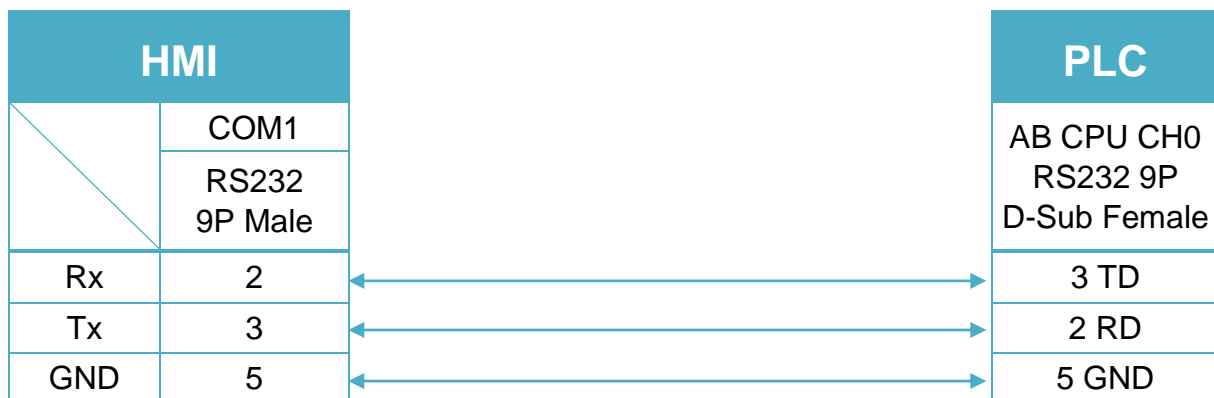 HMI
PLC
COM1
RS232
9P Male
AB CPU CH0
RS232 9P
D-Sub Female
Rx 2 3 TD
Tx 3 2 RD
GND 5 5 GND